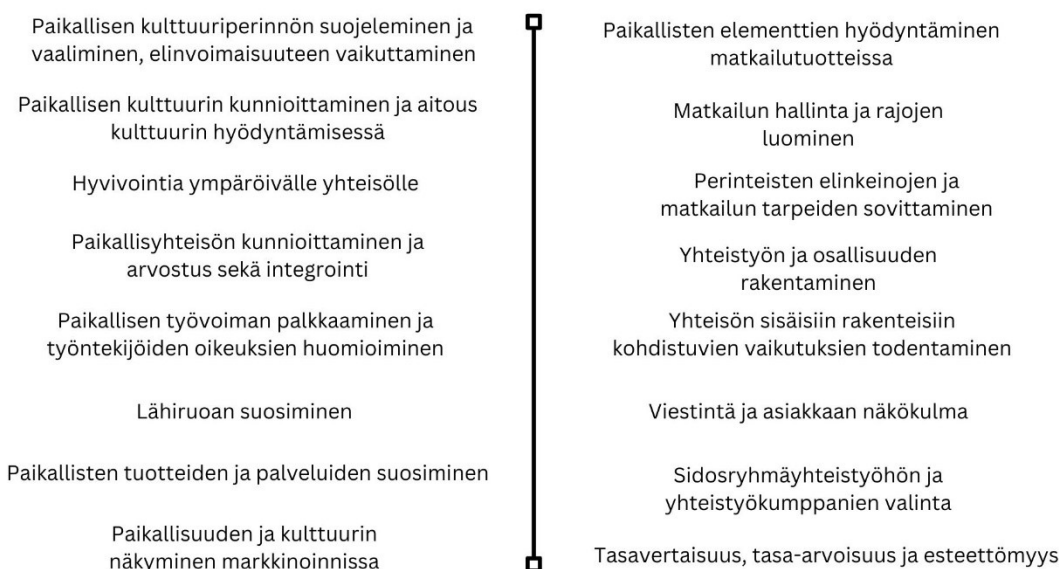 Paikallisen kulttuuriperinnön suojeleminen ja
vaaliminen, elinvoimaisuuteen vaikuttaminen
Paikallisen kulttuurin kunnioittaminen ja aitous
kulttuurin hyödyntämisessä
Hyvivointia ympäröivälle yhteisölle
Paikallisyhteisön kunnioittaminen ja
arvostus sekä integrointi
Paikallisen työvoiman palkkaaminen ja
työntekijöiden oikeuksien huomioiminen
Lähiruoan suosiminen
Paikallisten tuotteiden ja palveluiden suosiminen
Paikallisuuden ja kulttuurin
näkyminen markkinoinnissa
Paikallisten elementtien hyödyntäminen
matkailutuotteissa
Matkailun hallinta ja rajojen
luominen
Perinteisten elinkeinojen ja
matkailun tarpeiden sovittaminen
Yhteistyön ja osallisuuden
rakentaminen
Yhteisön sisäisiin rakenteisiin
kohdistuvien vaikutuksien todentaminen
Viestintä ja asiakkaan näkökulma
Sidosryhmäyhteistyöhön ja
yhteistyökumppanien valinta
Tasavertaisuus, tasa-arvoisuus ja esteettömyys